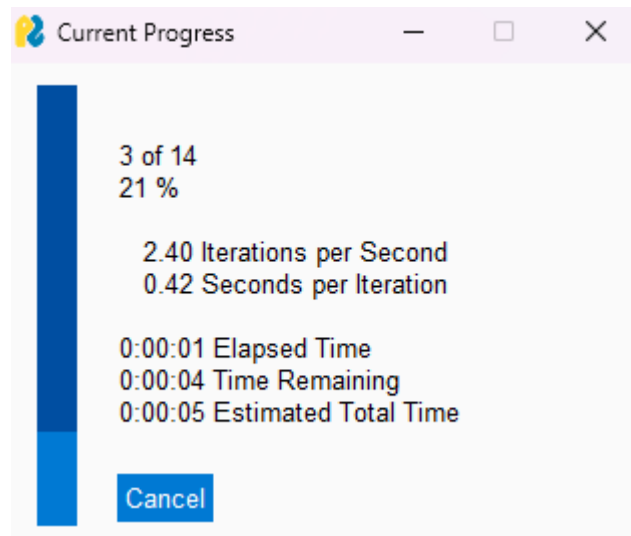 Current Progress
3 of 14
21 %
2.40 Iterations per Second
0.42 Seconds per Iteration
0:00:01 Elapsed Time
0:00:04 Time Remaining
0:00:05 Estimated Total Time
Cancel